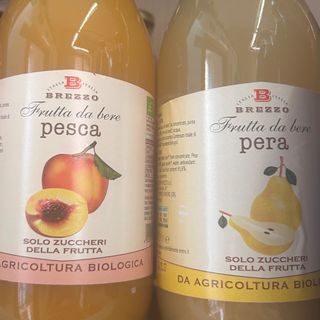 BREZZO
Frutta da bere
pesca
SOLO ZUCCHERI
DELLA FRUTTA
AGRICOLTURA BIOLOGICA
BREZZO
Frutta da bere
pera
SOLO ZUCCHERI
DELLA FRUTTA
DA AGRICOLTURA BIOLO